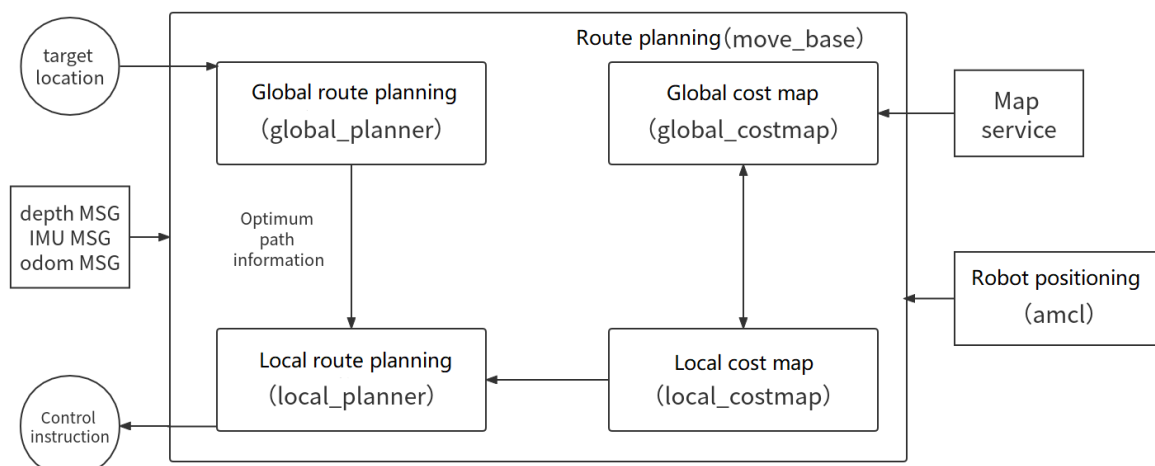 Route planning（move_base）
target
location
Global route planning
（global_planner）
Global cost map
（global_costmap）
Map
service
depth MSG
IMU MSG
odom MSG
Optimum
path
information
Robot positioning
（amcl）
Local route planning
（local_planner）
Local cost map
（local_costmap）
Control
instruction